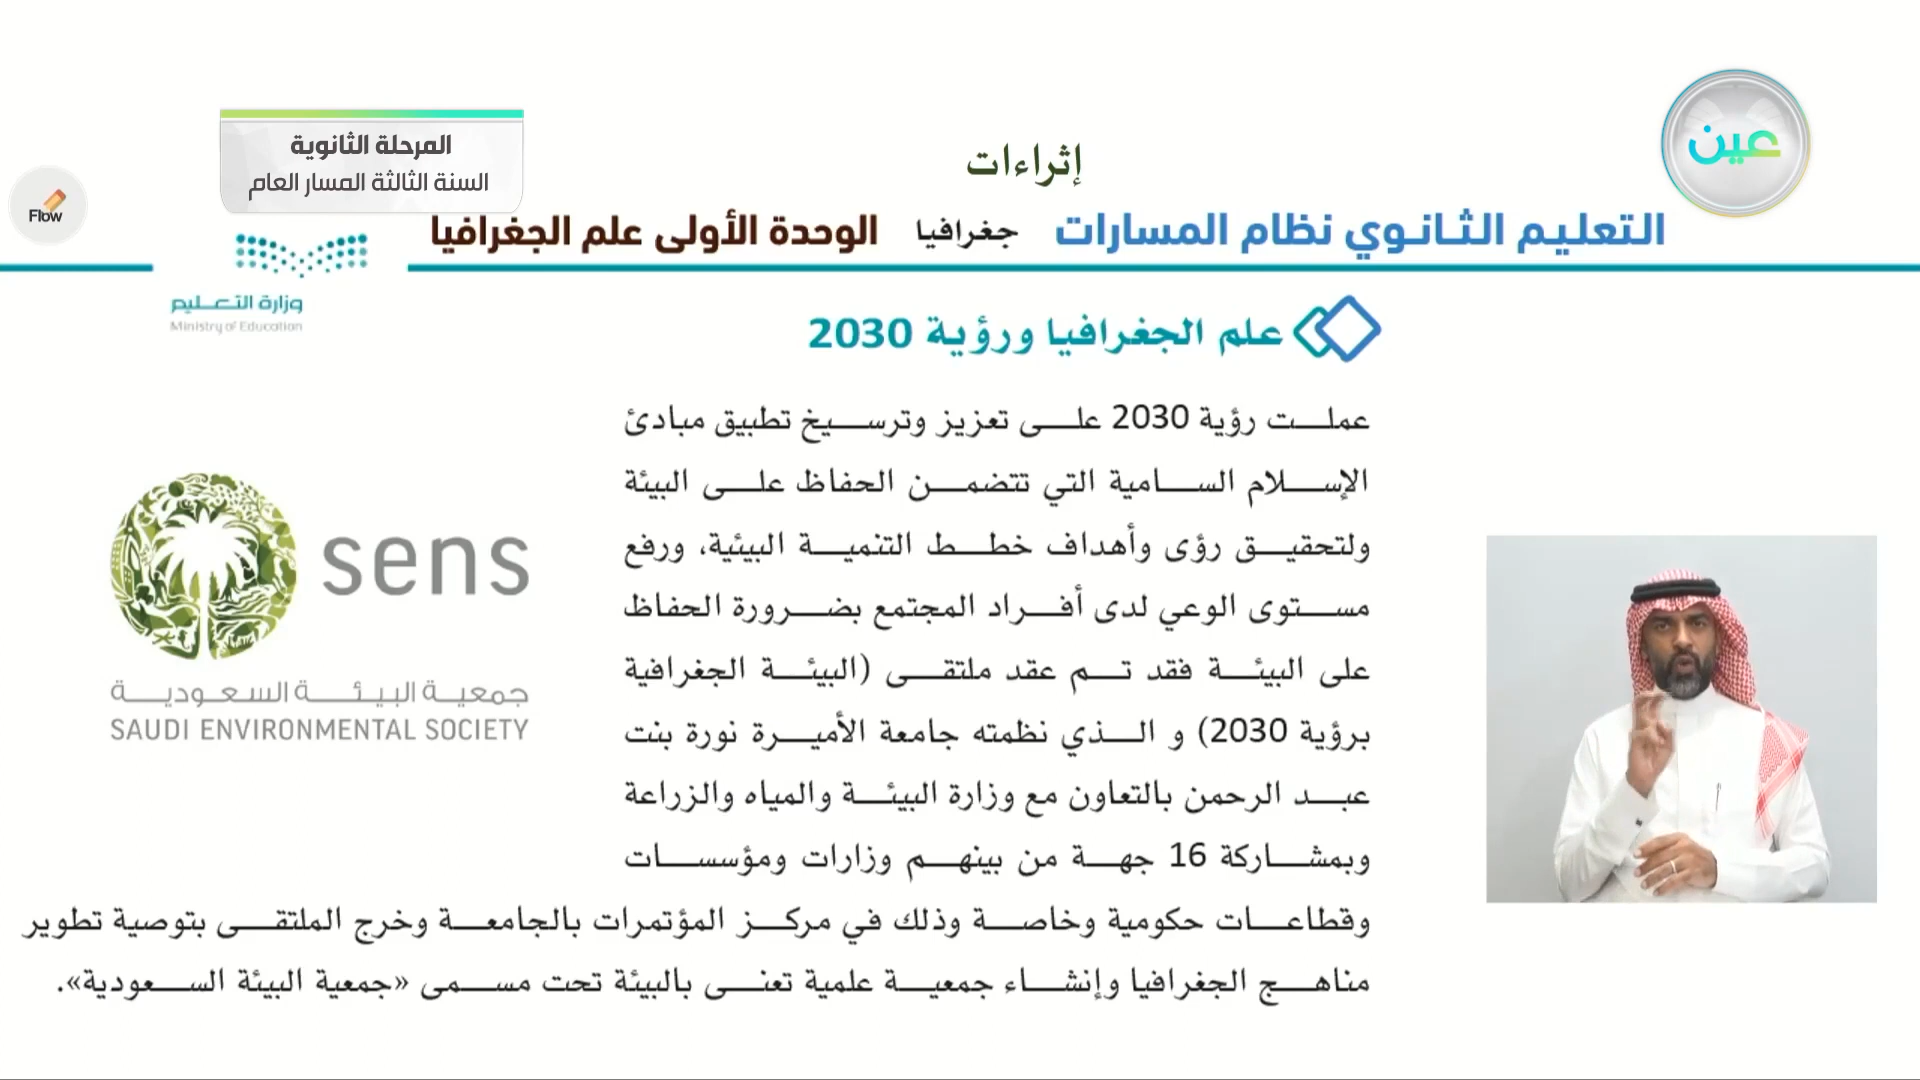 المرحلة الثانوية
السنة الثالثة المسار العام
إثراءات
عين
Flow
التعليم الثانوي نظام المسارات جغرافيا الوحدة الأولى علم الجغرافيا
وزارة التعليم
Ministry of Education
علم الجغرافيا ورؤية 2030
عملت رؤية 2030 على تعزيز وترسيخ تطبيق مبادئ
الإسلام السامية التي تتضمن الحفاظ على البيئة
ولتحقيق رؤى وأهداف خطط التنمية البيئية، ورفع
مستوى الوعي لدى أفراد المجتمع بضرورة الحفاظ
على البيئة فقد تم عقد ملتقى (البيئة الجغرافية
برؤية 2030) و الذي نظمته جامعة الأميرة نورة بنت
عبد الرحمن بالتعاون مع وزارة البيئة والمياه والزراعة
وبمشاركة 16 جهة من بينهم وزارات ومؤسسات
وقطاعات حكومية وخاصة وذلك في مركز المؤتمرات بالجامعة وخرج الملتقى بتوصية تطوير
مناهج الجغرافيا وإنشاء جمعية علمية تعنى بالبيئة تحت مسمى «جمعية البيئة السعودية».
sens
جمعية البيئة السعودية
SAUDI ENVIRONMENTAL SOCIETY